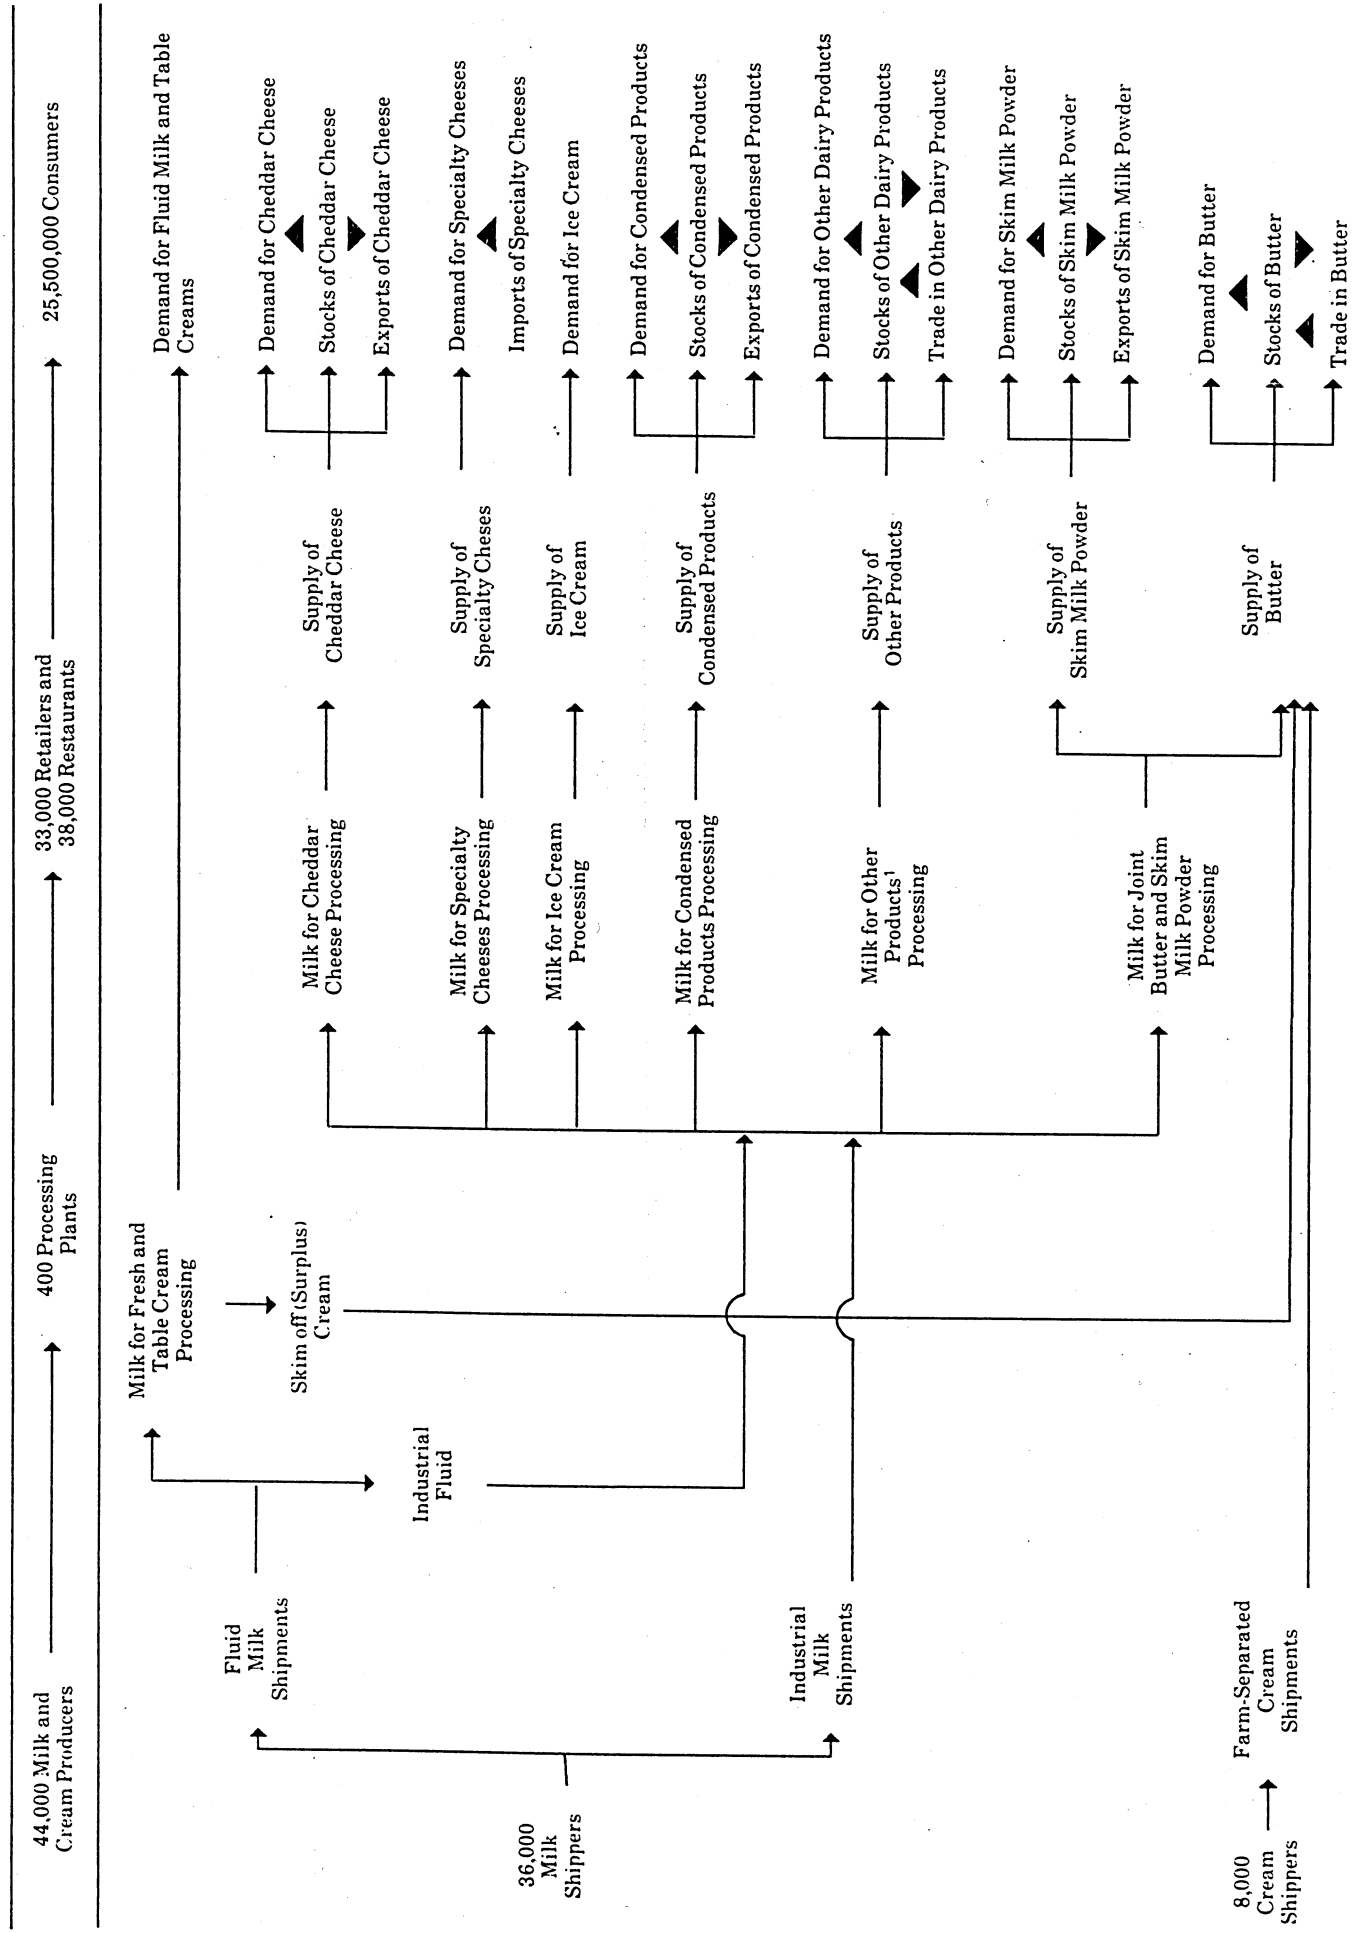 44,000 Milk and
Cream Producers
400 Processing
Plants
33,000 Retailers and
38,000 Restaurants
25,500,000 Consumers
36,000
Milk
Shippers
8,000
Cream
Shippers
Fluid
Milk
Shipments
Industrial
Milk
Shipments
Farm-Separated
Cream
Shipments
Industrial
Fluid
Milk for Fresh and
Table Cream
Processing
Skim off (Surplus)
Cream
Milk for Cheddar
Cheese Processing
Milk for Specialty
Cheeses Processing
Milk for Ice Cream
Processing
Milk for Condensed
Products Processing
Milk for Other
Products¹
Processing
Milk for Joint
Butter and Skim
Milk Powder
Processing
Supply of
Cheddar Cheese
Supply of
Specialty Cheses
Supply of
Ice Cream
Supply of
Condensed Products
Supply of
Other Products
Supply of
Skim Milk Powder
Supply of
Butter
Demand for Fluid Milk and Table
Creams
Demand for Cheddar Cheese
Stocks of Cheddar Cheese
Exports of Cheddar Cheese
Demand for Specialty Cheeses
Imports of Specialty Cheeses
Demand for Ice Cream
Demand for Condensed Products
Stocks of Condensed Products
Exports of Condensed Products
Demand for Other Dairy Products
Stocks of Other Dairy Products
Trade in Other Dairy Products
Demand for Skim Milk Powder
Stocks of Skim Milk Powder
Exports of Skim Milk Powder
Demand for Butter
Stocks of Butter
Trade in Butter